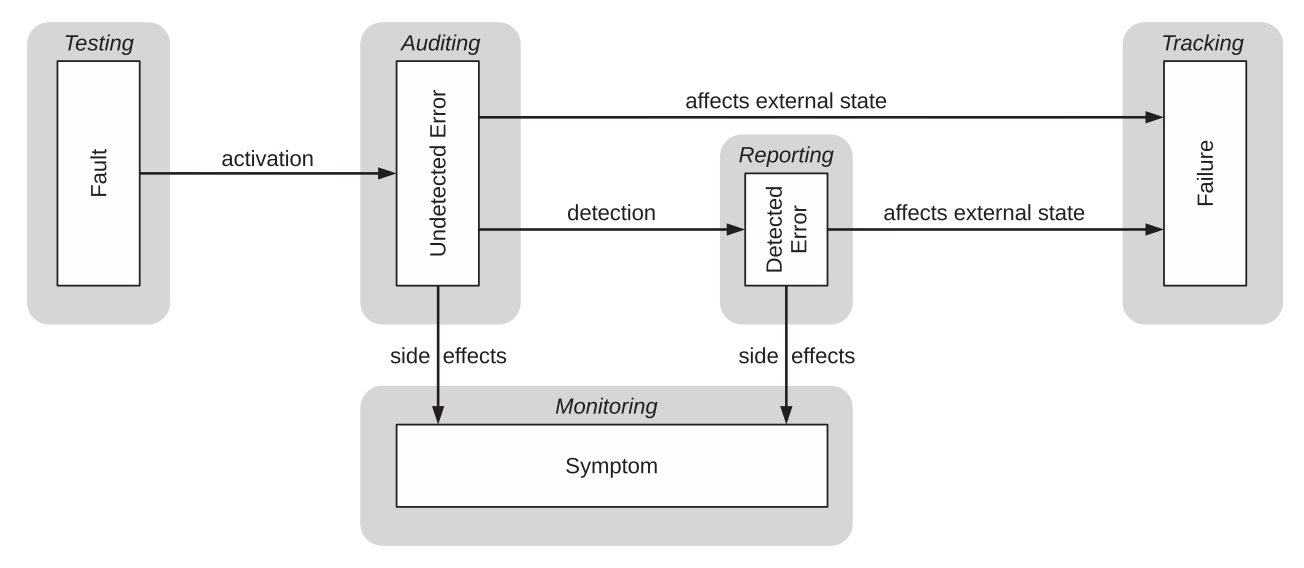 Testing
Auditing
Tracking
Fault
activation
Undetected Error
affects external state
Reporting
detection
Detected
Error
affects external state
Failure
side effects
side effects
Monitoring
Symptom